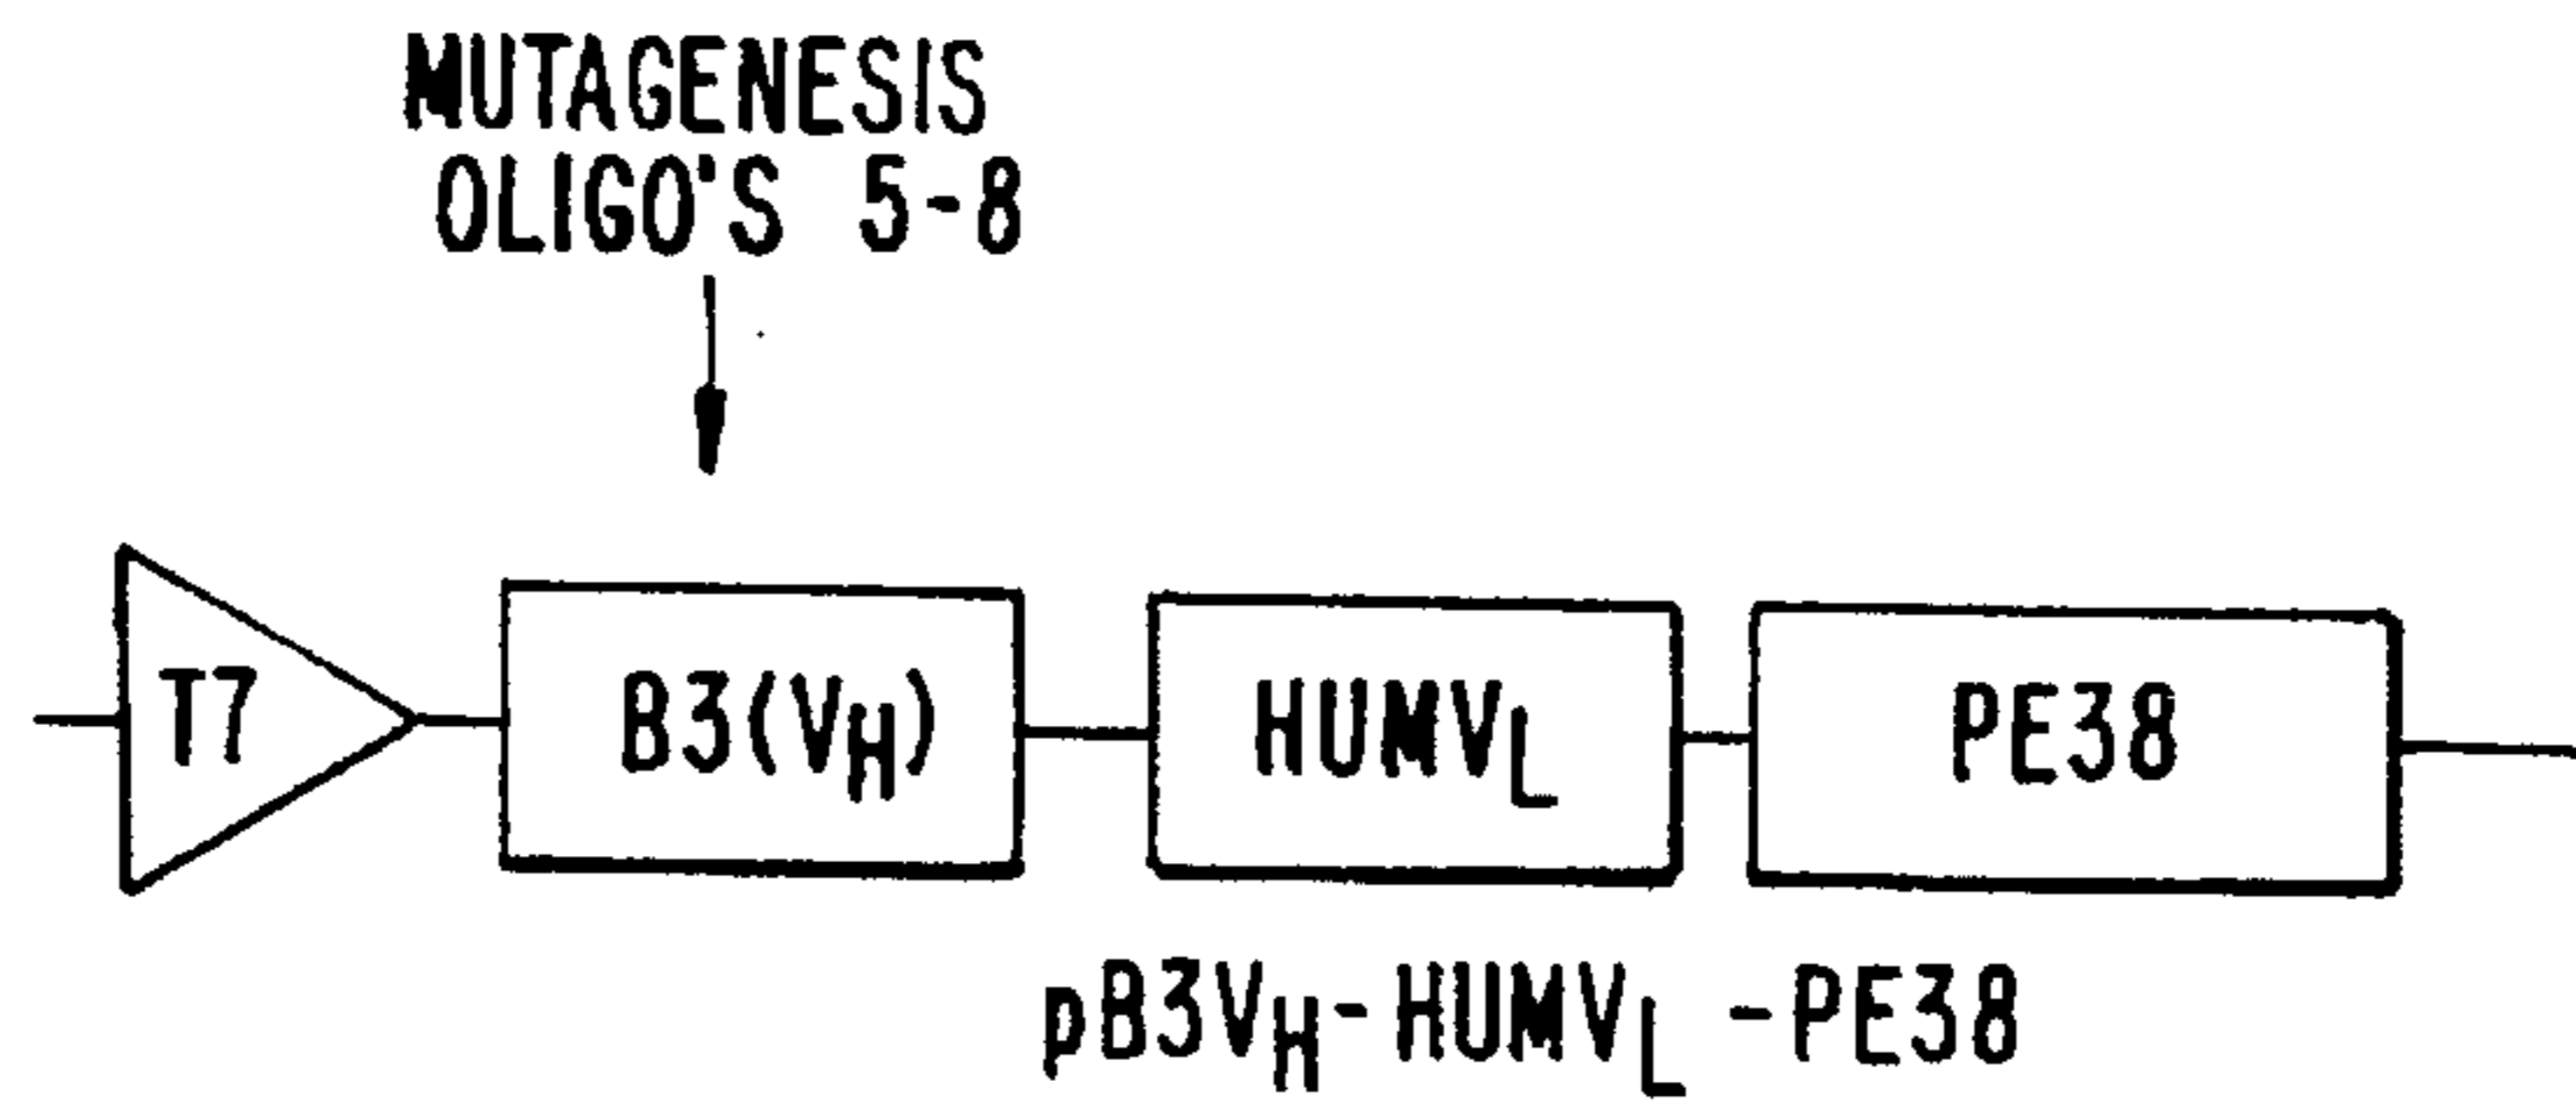 MUTAGENESIS
OLIGO'S 5-8
T7
B3(VH)
HUMVL
PE38
pB3VH-HUMVL-PE38